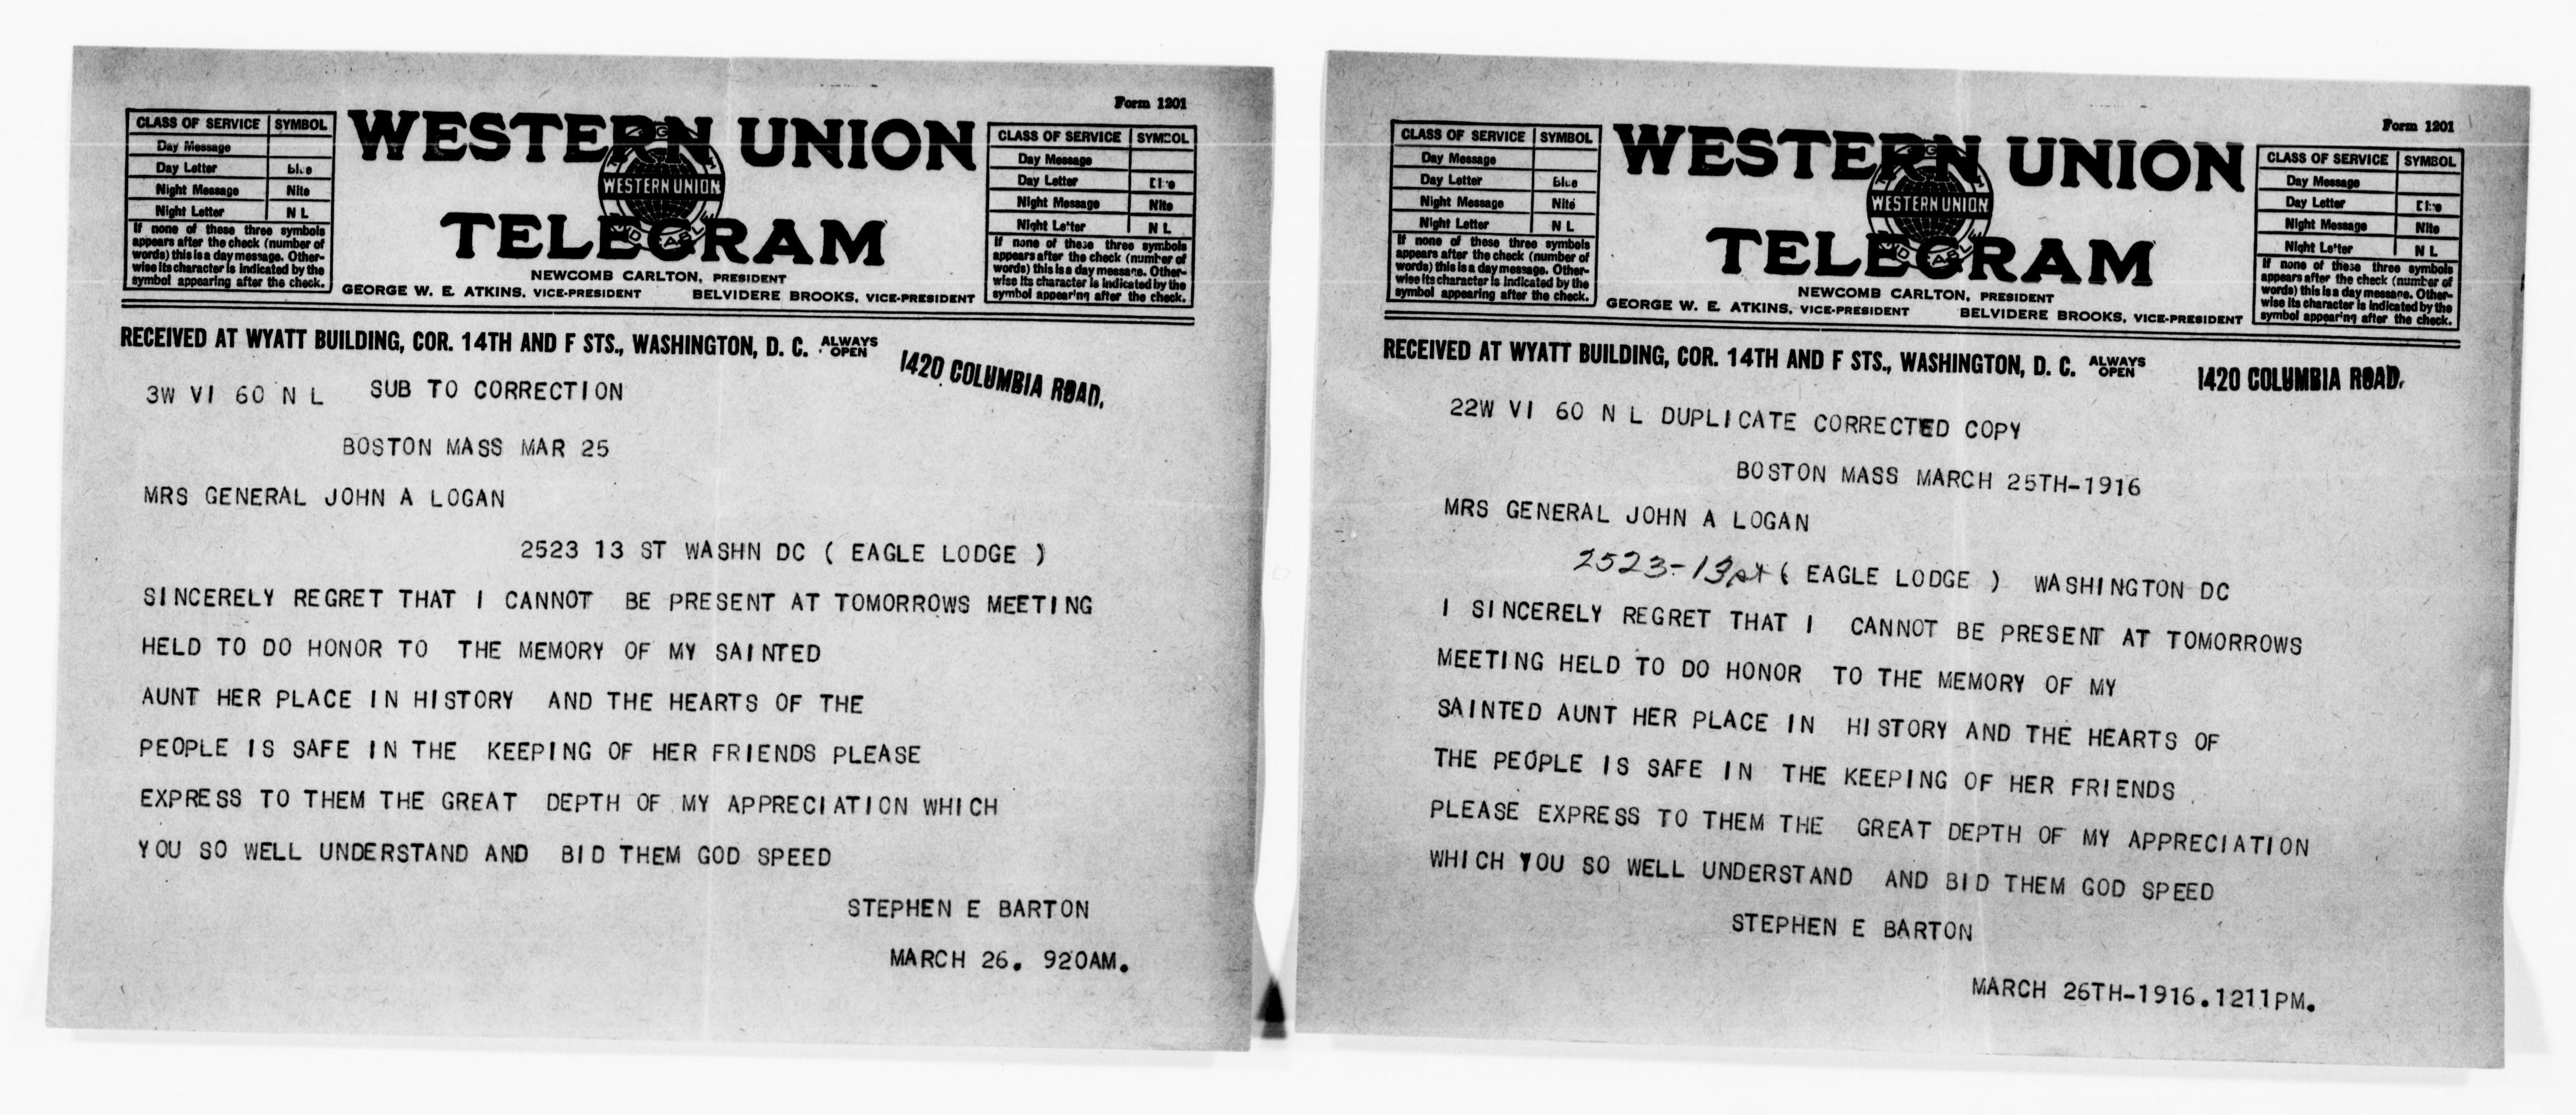 Form 1201
CLASS OF SERVICE SYMBOL
Day Message
Day Letter Blue
Night Message Nite
Night Letter N L
If none of these three symbols
appears after the check (number of
words) this is a day message. Other-
wise its character is indicated by the
symbol appearing after the check.
WESTERN UNION
WESTERN UNION
TELEGRAM
NEWCOMB CARLTON, PRESIDENT
GEORGE W. E. ATKINS, VICE-PRESIDENT BELVIDERE BROOKS, VICE-PRESIDENT
CLASS OF SERVICE SYMBOL
Day Message
Day Letter
Night Message Nite
Night Letter N L
If none of these three symbols
appears after the check (number of
words) this is a day message. Other-
wise its character is indicated by the
symbol appearing after the check.
RECEIVED AT WYATT BUILDING, COR. 14TH AND F STS., WASHINGTON, D. C. ALWAYS OPEN
1420 COLUMBIA ROAD.
3W VI 60 N L SUB TO CORRECTION
BOSTON MASS MAR 25
MRS GENERAL JOHN A LOGAN
2523 13 ST WASHN DC ( EAGLE LODGE )
SINCERELY REGRET THAT I CANNOT BE PRESENT AT TOMORROWS MEETING
HELD TO DO HONOR TO THE MEMORY OF MY SAINTED
AUNT HER PLACE IN HISTORY AND THE HEARTS OF THE
PEOPLE IS SAFE IN THE KEEPING OF HER FRIENDS PLEASE
EXPRESS TO THEM THE GREAT DEPTH OF MY APPRECIATION WHICH
YOU SO WELL UNDERSTAND AND BID THEM GOD SPEED
STEPHEN E BARTON
MARCH 26. 920AM.
Form 1201
CLASS OF SERVICE SYMBOL
Day Message
Day Letter Blue
Night Message Nite
Night Letter N L
If none of these three symbols
appears after the check (number of
words) this is a day message. Other-
wise its character is indicated by the
symbol appearing after the check.
WESTERN UNION
WESTERN UNION
TELEGRAM
NEWCOMB CARLTON, PRESIDENT
GEORGE W. E. ATKINS, VICE-PRESIDENT BELVIDERE BROOKS, VICE-PRESIDENT
CLASS OF SERVICE SYMBOL
Day Message
Day Letter
Night Message Nite
Night Letter N L
If none of these three symbols
appears after the check (number of
words) this is a day message. Other-
wise its character is indicated by the
symbol appearing after the check.
RECEIVED AT WYATT BUILDING, COR. 14TH AND F STS., WASHINGTON, D. C. ALWAYS OPEN
1420 COLUMBIA ROAD.
22W VI 60 N L DUPLICATE CORRECTED COPY
BOSTON MASS MARCH 25TH-1916
MRS GENERAL JOHN A LOGAN
2523-13 st ( EAGLE LODGE ) WASHINGTON DC
I SINCERELY REGRET THAT I CANNOT BE PRESENT AT TOMORROWS
MEETING HELD TO DO HONOR TO THE MEMORY OF MY
SAINTED AUNT HER PLACE IN HISTORY AND THE HEARTS OF
THE PEOPLE IS SAFE IN THE KEEPING OF HER FRIENDS
PLEASE EXPRESS TO THEM THE GREAT DEPTH OF MY APPRECIATION
WHICH YOU SO WELL UNDERSTAND AND BID THEM GOD SPEED
STEPHEN E BARTON
MARCH 26TH-1916.1211PM.